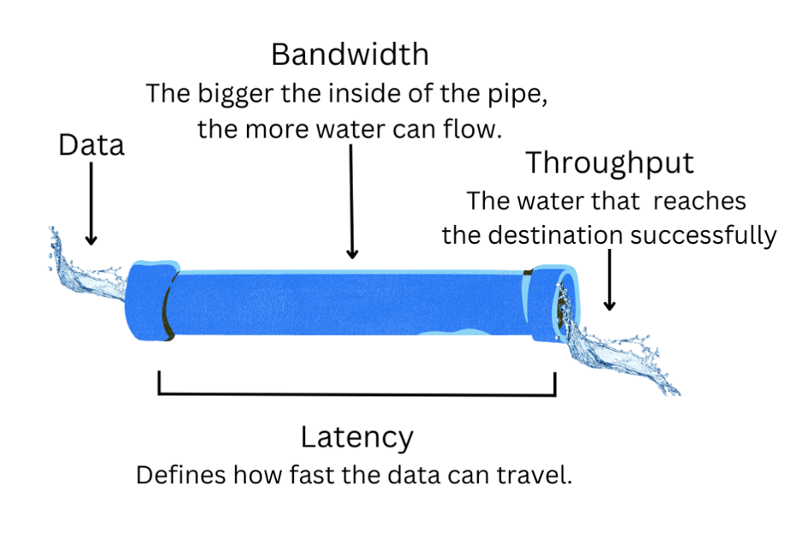 Bandwidth
The bigger the inside of the pipe,
the more water can flow.
Data
Throughput
The water that reaches
the destination successfully
Latency
Defines how fast the data can travel.